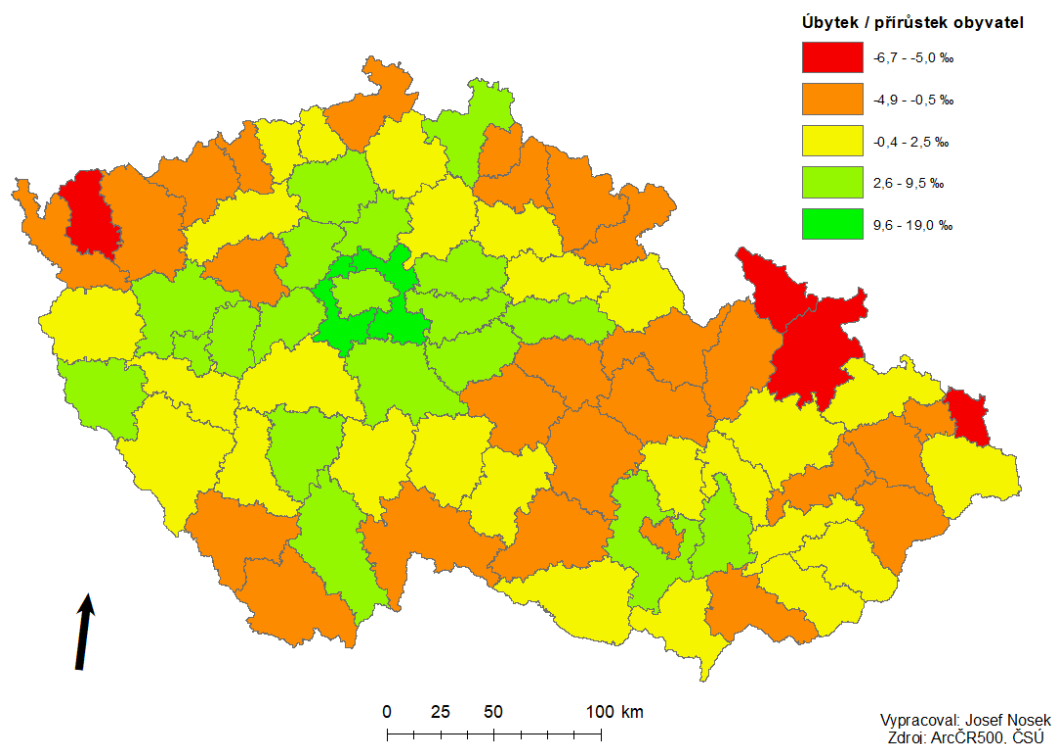 Úbytek / přírůstek obyvatel
-6,7 - -5,0 ‰
-4,9 - -0,5 ‰
-0,4 - 2,5 ‰
2,6 - 9,5 ‰
9,6 - 19,0 ‰
0 25 50 100 km
Vypracoval: Josef Nosek
Zdroj: ArcČR500, ČSÚ